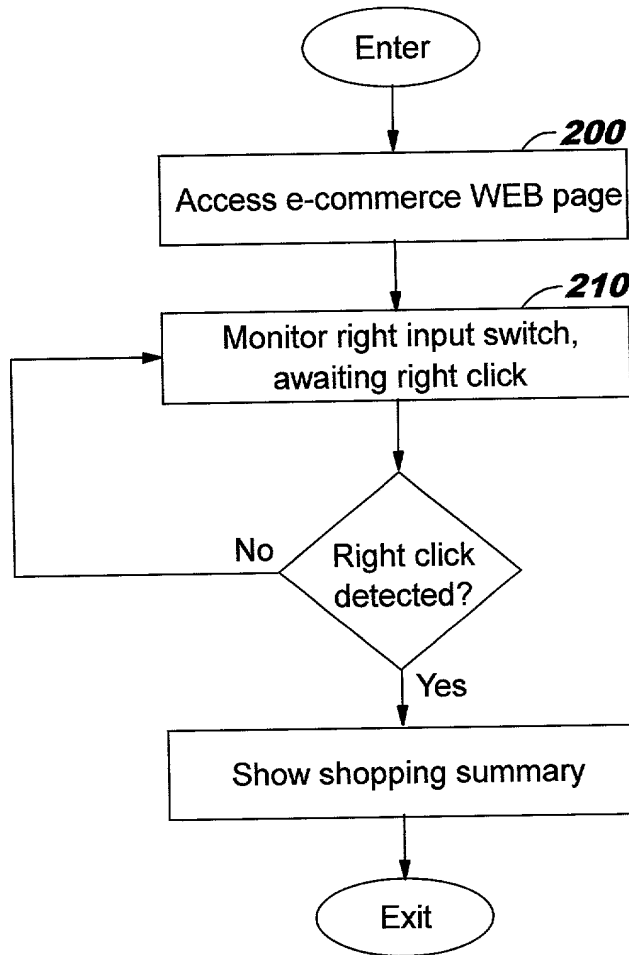 Enter
200
Access e-commerce WEB page
210
Monitor right input switch,
awaiting right click
No
Right click
detected?
Yes
Show shopping summary
Exit